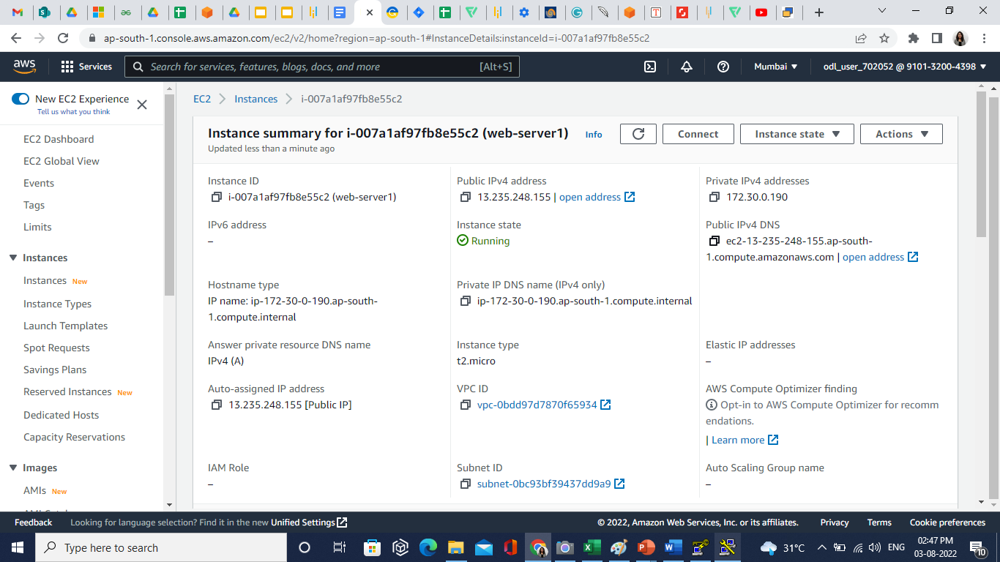 ap-south-1.console.aws.amazon.com/ec2/v2/home?region=ap-south-1#InstanceDetails:instanceId=i-007a1af97fb8e55c2
aws Services Search for services, features, blogs, docs, and more [Alt+S] Mumbai odl_user_702052 @ 9101-3200-4398
New EC2 Experience
Tell us what you think
EC2 Dashboard
EC2 Global View
Events
Tags
Limits
Instances
Instances New
Instance Types
Launch Templates
Spot Requests
Savings Plans
Reserved Instances New
Dedicated Hosts
Capacity Reservations
Images
AMIs New
EC2 Instances i-007a1af97fb8e55c2
Instance summary for i-007a1af97fb8e55c2 (web-server1) Info Connect Instance state Actions
Updated less than a minute ago
Instance ID
i-007a1af97fb8e55c2 (web-server1)
Public IPv4 address
13.235.248.155 | open address
Private IPv4 addresses
172.30.0.190
IPv6 address
–
Instance state
Running
Public IPv4 DNS
ec2-13-235-248-155.ap-south-
1.compute.amazonaws.com | open address
Hostname type
IP name: ip-172-30-0-190.ap-south-
1.compute.internal
Private IP DNS name (IPv4 only)
ip-172-30-0-190.ap-south-1.compute.internal
Answer private resource DNS name
IPv4 (A)
Instance type
t2.micro
Elastic IP addresses
–
Auto-assigned IP address
13.235.248.155 [Public IP]
VPC ID
vpc-0bdd97d7870f65934
AWS Compute Optimizer finding
Opt-in to AWS Compute Optimizer for recomm
endations.
| Learn more
IAM Role
–
Subnet ID
subnet-0bc93bf39437dd9a9
Auto Scaling Group name
–
Feedback Looking for language selection? Find it in the new Unified Settings © 2022, Amazon Web Services, Inc. or its affiliates. Privacy Terms Cookie preferences
Type here to search 31°C ENG 02:47 PM
03-08-2022 10